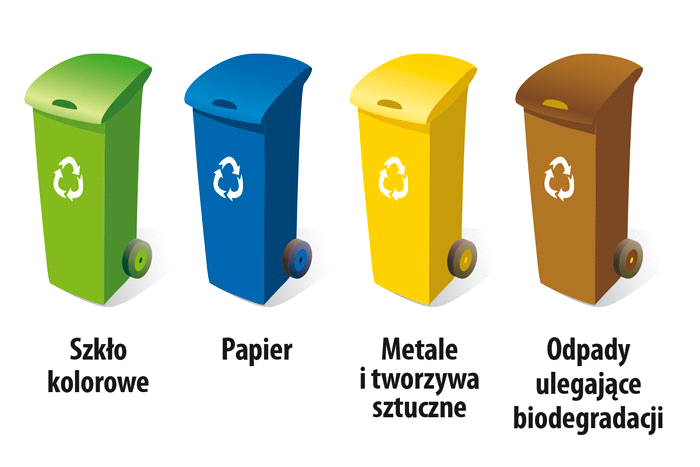 Szkło
kolorowe
Papier
Metale
i tworzywa
sztuczne
Odpady
ulegające
biodegradacji